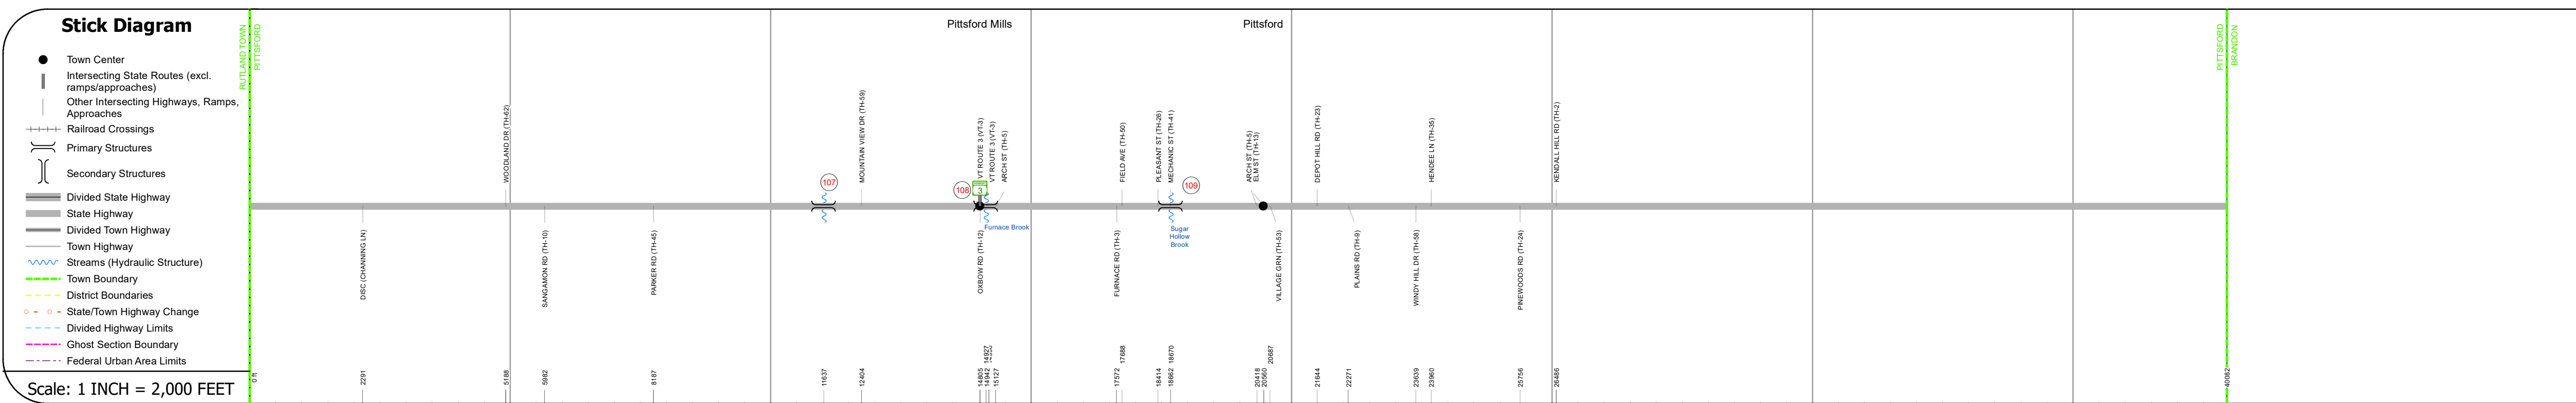 Stick Diagram
Town Center
Intersecting State Routes (excl.
ramps/approaches)
Other Intersecting Highways, Ramps,
Approaches
Railroad Crossings
Primary Structures
Secondary Structures
Divided State Highway
State Highway
Divided Town Highway
Town Highway
Streams (Hydraulic Structure)
Town Boundary
District Boundaries
State/Town Highway Change
Divided Highway Limits
Ghost Section Boundary
Federal Urban Area Limits
Scale: 1 INCH = 2,000 FEET
RUTLAND TOWN
PITTSFORD
Pittsford Mills
Pittsford
PITTSFORD
BRANDON
WOODLAND DR (TH-62)
MOUNTAIN VIEW DR (TH-59)
VT ROUTE 3 (VT-3)
VT ROUTE 3 (VT-3)
ARCH ST (TH-5)
FIELD AVE (TH-50)
PLEASANT ST (TH-26)
MECHANIC ST (TH-41)
ARCH ST (TH-5)
ELM ST (TH-13)
DEPOT HILL RD (TH-23)
HENDEE LN (TH-35)
KENDALL HILL RD (TH-2)
107
108
3
109
Furnace Brook
Sugar
Hollow
Brook
DISC (CHANNING LN)
SANGAMON RD (TH-10)
PARKER RD (TH-45)
OXBOW RD (TH-12)
FURNACE RD (TH-3)
VILLAGE GRN (TH-53)
PLAINS RD (TH-9)
WINDY HILL DR (TH-58)
PINEWOODS RD (TH-24)
0 ft
2291
5188
5982
8187
11637
12404
14805
14927
14942
15127
17572
17688
18414
18662
18670
20418
20560
20687
21644
22271
23639
23960
25756
26486
40082